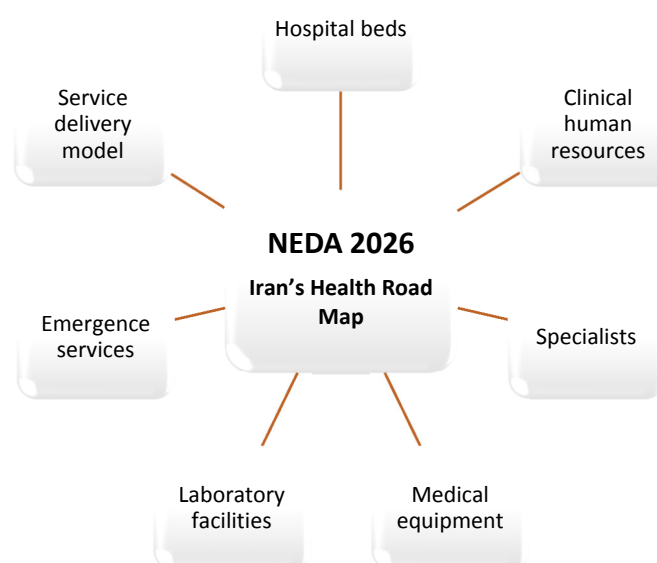 Hospital beds
Service
delivery
model
Clinical
human
resources
NEDA 2026
Iran's Health Road
Map
Emergence
services
Specialists
Laboratory
facilities
Medical
equipment